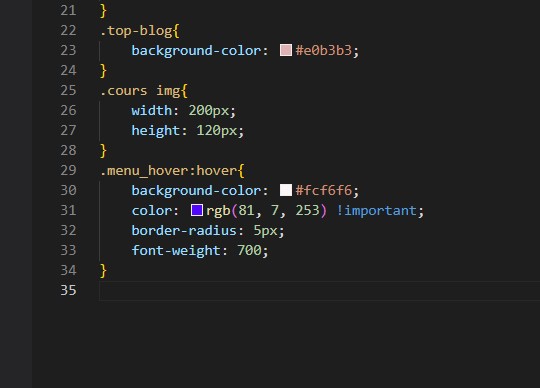 21 }
22 .top-blog{
23 background-color: #e0b3b3;
24 }
25 .cours img{
26 width: 200px;
27 height: 120px;
28 }
29 .menu_hover:hover{
30 background-color: #fcf6f6;
31 color: rgb(81, 7, 253) !important;
32 border-radius: 5px;
33 font-weight: 700;
34 }
35